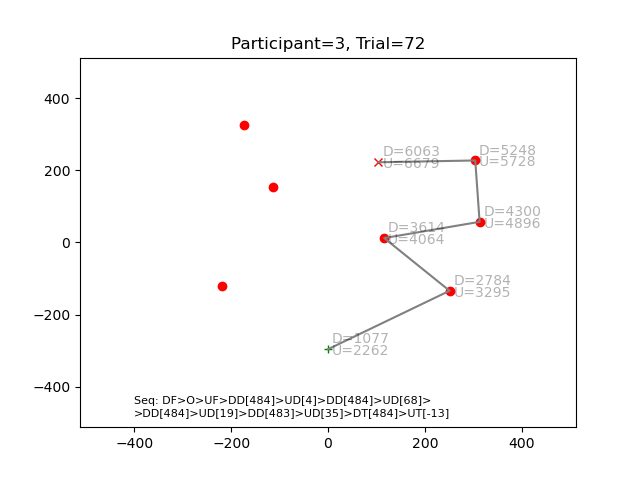 Participant=3, Trial=72
400
200
0
−200
−400
D=6063
U=6679
D=5248
U=5728
D=4300
U=4896
D=3614
U=4064
D=2784
U=3295
D=1077
U=2262
Seq: DF>O>UF>DD[484]>UD[4]>DD[484]>UD[68]>
>DD[484]>UD[19]>DD[483]>UD[35]>DT[484]>UT[-13]
−400 −200 0 200 400